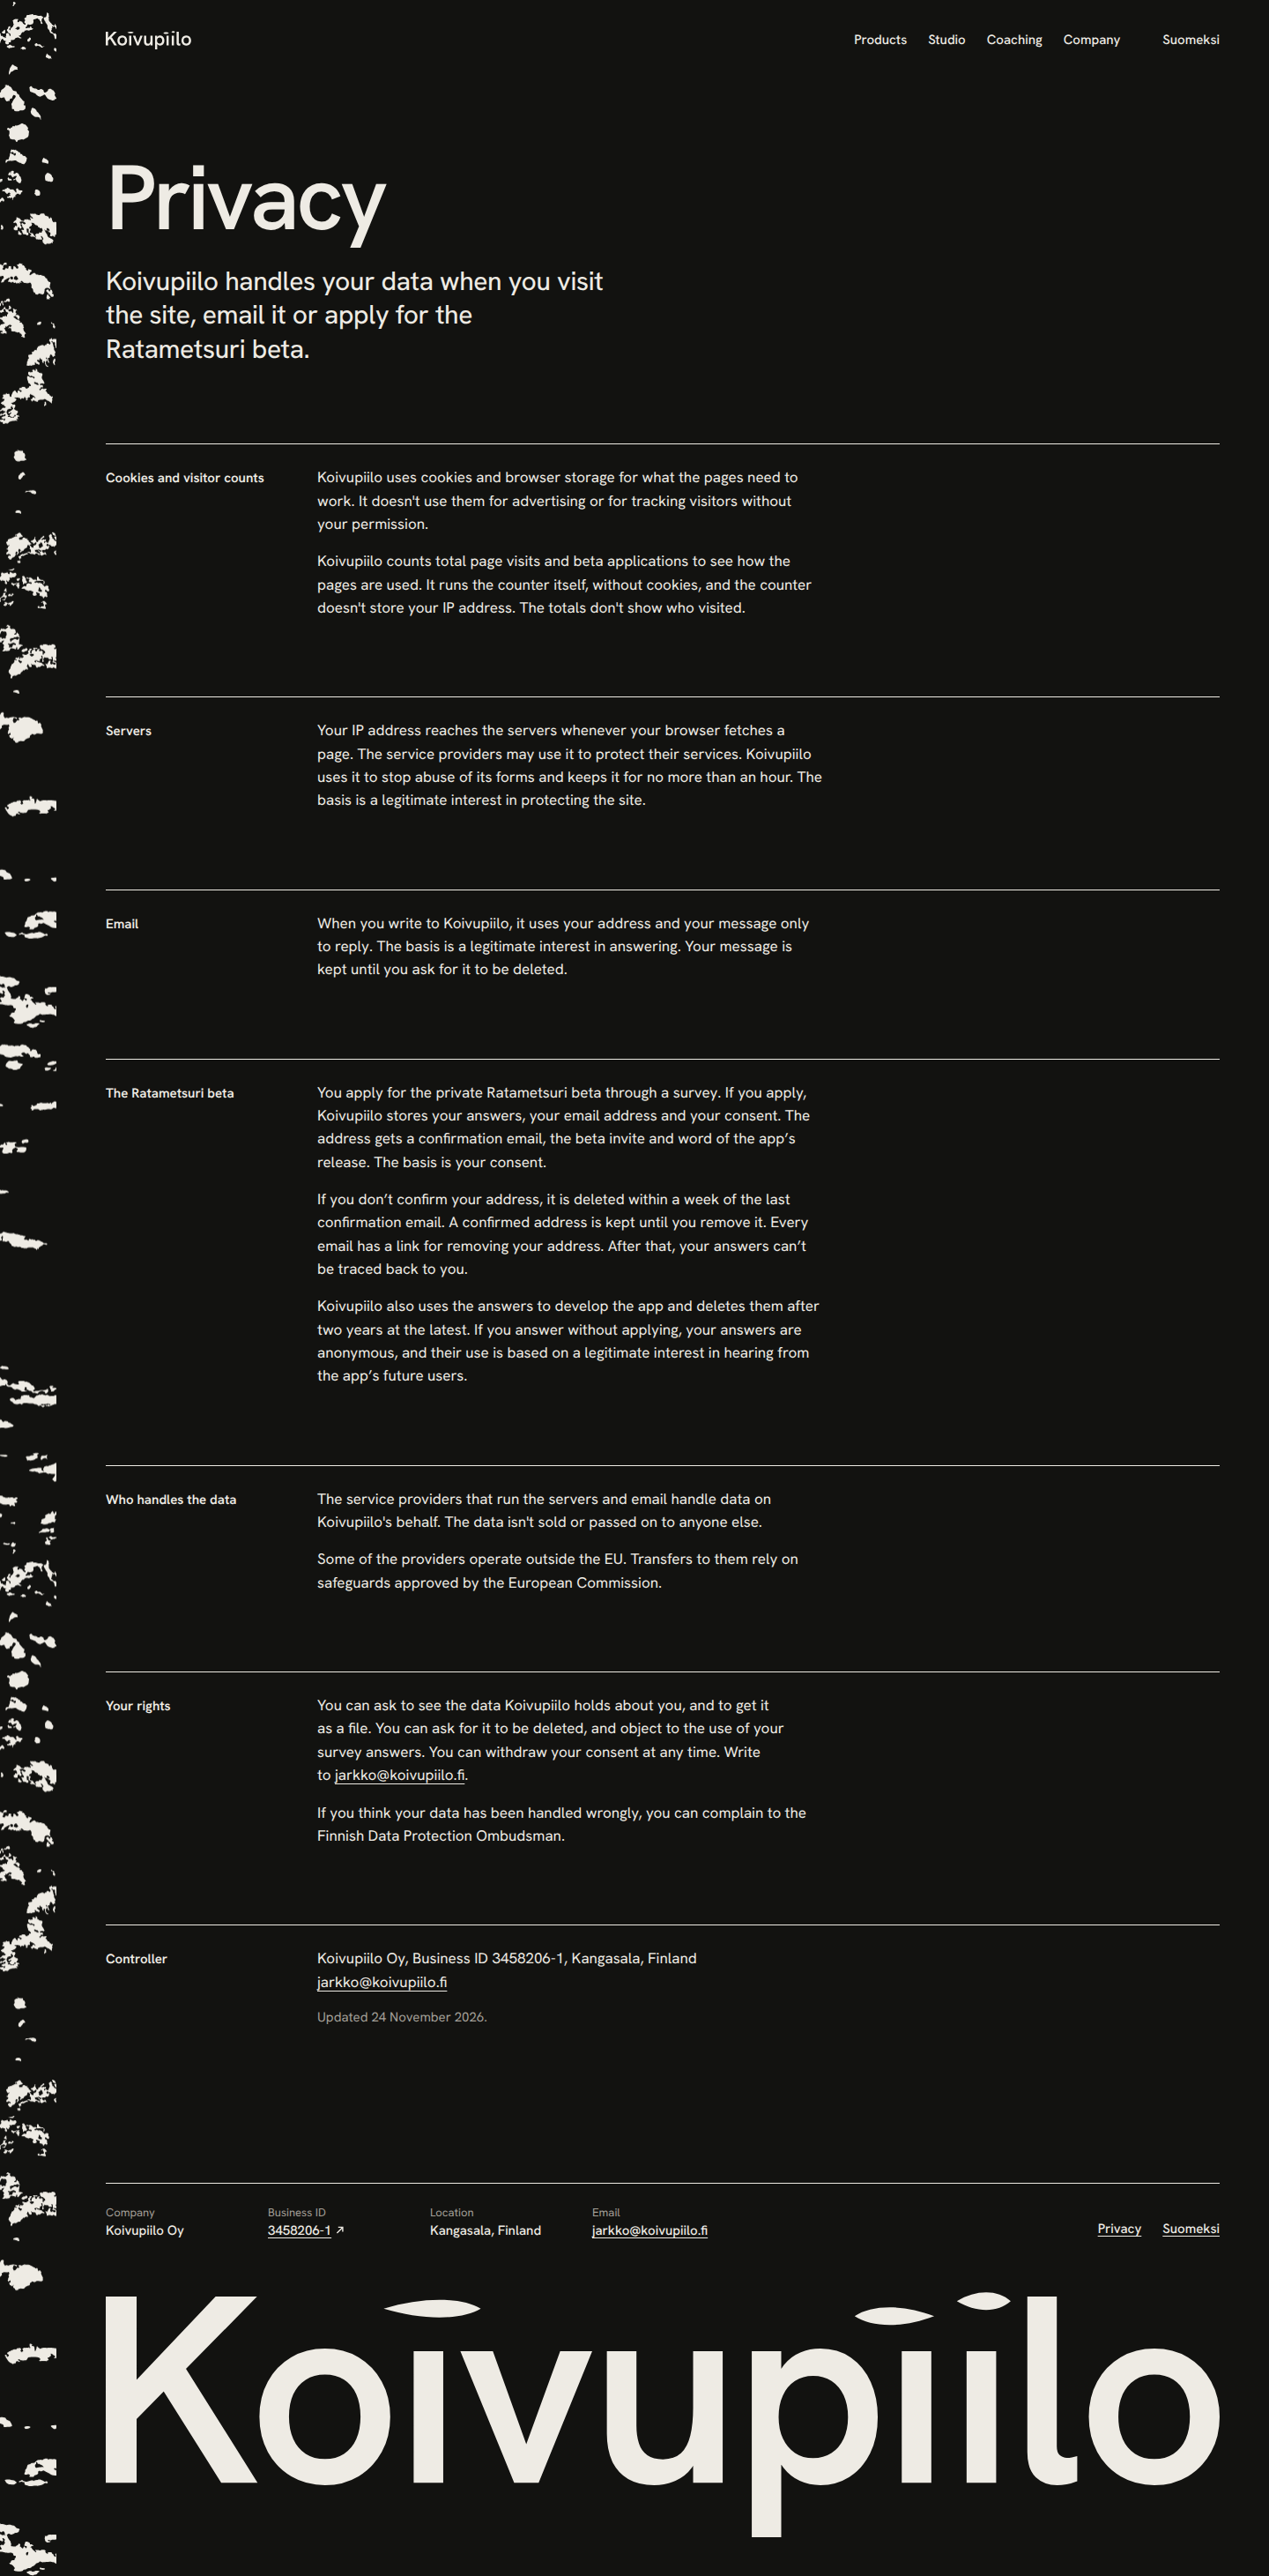 Koivupiilo
Products Studio Coaching Company Suomeksi
Privacy
Koivupiilo handles your data when you visit
the site, email it or apply for the
Ratametsuri beta.
Cookies and visitor counts
Koivupiilo uses cookies and browser storage for what the pages need to
work. It doesn't use them for advertising or for tracking visitors without
your permission.
Koivupiilo counts total page visits and beta applications to see how the
pages are used. It runs the counter itself, without cookies, and the counter
doesn't store your IP address. The totals don't show who visited.
Servers
Your IP address reaches the servers whenever your browser fetches a
page. The service providers may use it to protect their services. Koivupiilo
uses it to stop abuse of its forms and keeps it for no more than an hour. The
basis is a legitimate interest in protecting the site.
Email
When you write to Koivupiilo, it uses your address and your message only
to reply. The basis is a legitimate interest in answering. Your message is
kept until you ask for it to be deleted.
The Ratametsuri beta
You apply for the private Ratametsuri beta through a survey. If you apply,
Koivupiilo stores your answers, your email address and your consent. The
address gets a confirmation email, the beta invite and word of the app’s
release. The basis is your consent.
If you don’t confirm your address, it is deleted within a week of the last
confirmation email. A confirmed address is kept until you remove it. Every
email has a link for removing your address. After that, your answers can’t
be traced back to you.
Koivupiilo also uses the answers to develop the app and deletes them after
two years at the latest. If you answer without applying, your answers are
anonymous, and their use is based on a legitimate interest in hearing from
the app’s future users.
Who handles the data
The service providers that run the servers and email handle data on
Koivupiilo's behalf. The data isn't sold or passed on to anyone else.
Some of the providers operate outside the EU. Transfers to them rely on
safeguards approved by the European Commission.
Your rights
You can ask to see the data Koivupiilo holds about you, and to get it
as a file. You can ask for it to be deleted, and object to the use of your
survey answers. You can withdraw your consent at any time. Write
to jarkko@koivupiilo.fi.
If you think your data has been handled wrongly, you can complain to the
Finnish Data Protection Ombudsman.
Controller
Koivupiilo Oy, Business ID 3458206-1, Kangasala, Finland
jarkko@koivupiilo.fi
Updated 24 November 2026.
Company Business ID Location Email
Koivupiilo Oy 3458206-1 ↗ Kangasala, Finland jarkko@koivupiilo.fi Privacy Suomeksi
Koivupiilo